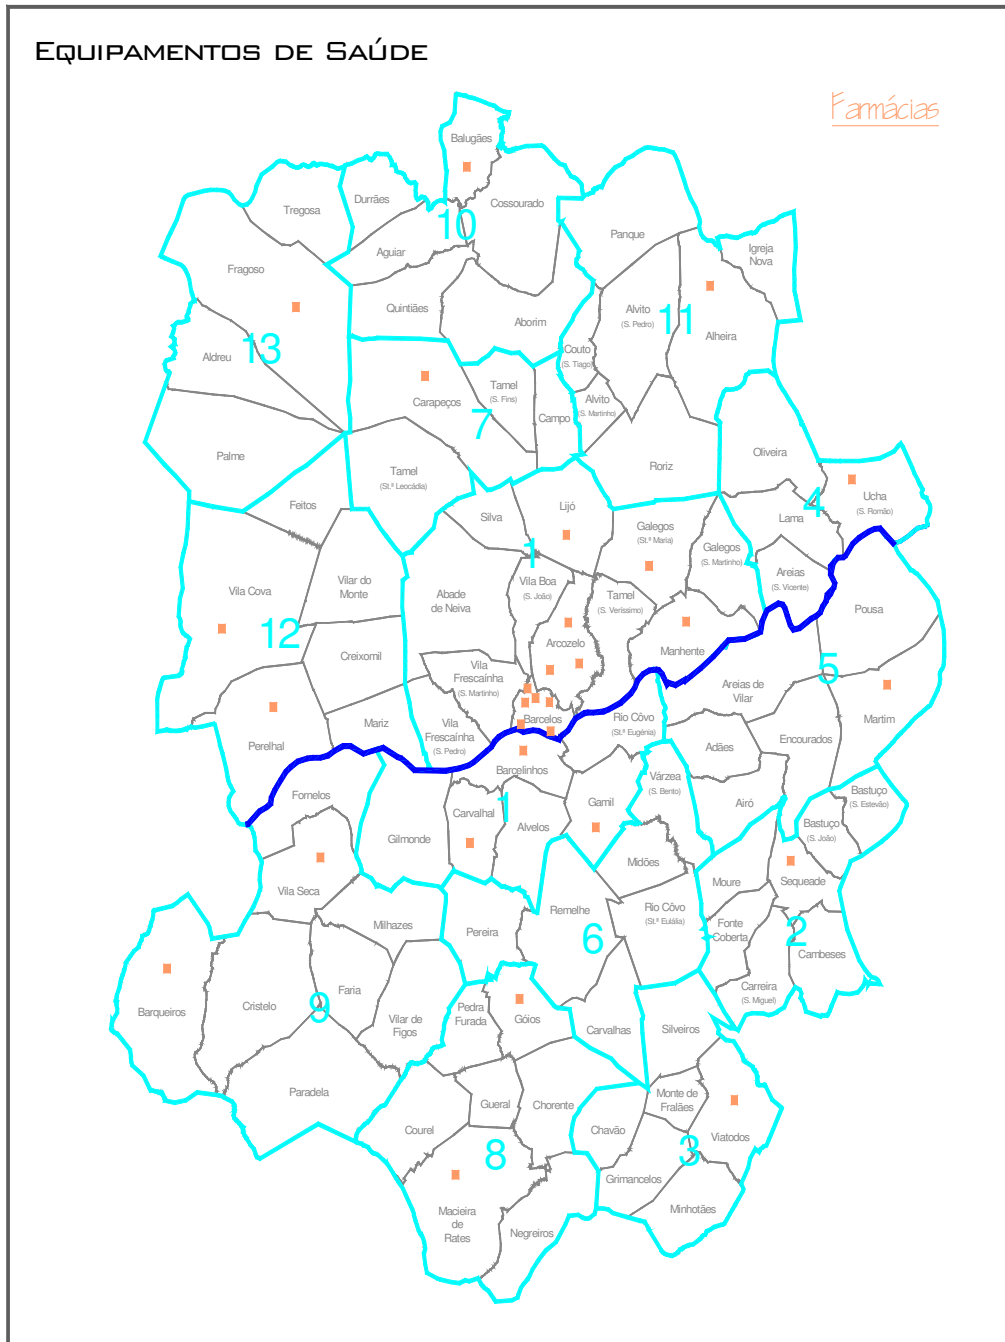 EQUIPAMENTOS DE SAÚDE
Farmácias
Balugães
Durrães
Cossourado
Tregosa
10
Panque
Igreja
Nova
Aguiar
Fragoso
Quintiães
Alvito
(S. Pedro)
11
Aborim
Alheira
13
Aldreu
Couto
(S. Tiago)
Tamel
(S. Fins)
Carapeços
Alvito
(S. Martinho)
Campo
7
Palme
Oliveira
Tamel
(St.ª Leocádia)
Roriz
Ucha
(S. Romão)
4
Feitos
Lijó
Silva
Lama
Galegos
(St.ª Maria)
1
Galegos
(S. Martinho)
Areias
(S. Vicente)
Vila Boa
(S. João)
Vilar do
Monte
Vila Cova
Abade
de Neiva
Tamel
(S. Veríssimo)
Pousa
12
Arcozelo
Manhente
Creixomil
Vila
Frescaínha
(S. Martinho)
5
Areias de
Vilar
Martim
Mariz
Barcelos
Rio Côvo
(St.ª Eugénia)
Vila
Frescaínha
(S. Pedro)
Perelhal
Encourados
Adães
Barcelinhos
Várzea
(S. Bento)
Bastuço
(S. Estevão)
Fornelos
1
Gamil
Airó
Carvalhal
Alvelos
Gilmonde
Bastuço
(S. João)
Midões
Vila Seca
Moure
Sequeade
Milhazes
Remelhe
Rio Côvo
(St.ª Eulália)
Pereira
Fonte
Coberta
2
6
Cambeses
Faria
Carreira
(S. Miguel)
Barqueiros
Cristelo
9
Pedra
Furada
Góios
Vilar de
Figos
Carvalhas
Silveiros
Paradela
Monte de
Fralães
Gueral
Chorente
Courel
Chavão
Viatodos
8
3
Grimancelos
Macieira
de
Rates
Minhotães
Negreiros